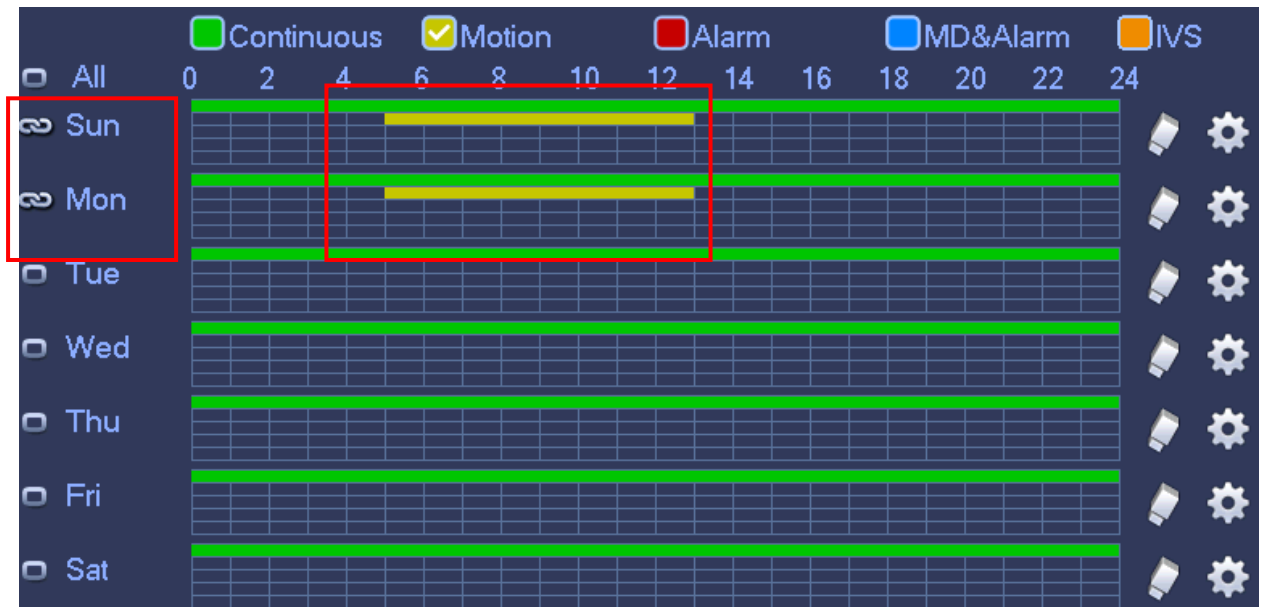 Continuous Motion Alarm MD&Alarm IVS
All 0 2 4 6 8 10 12 14 16 18 20 22 24
Sun
Mon
Tue
Wed
Thu
Fri
Sat